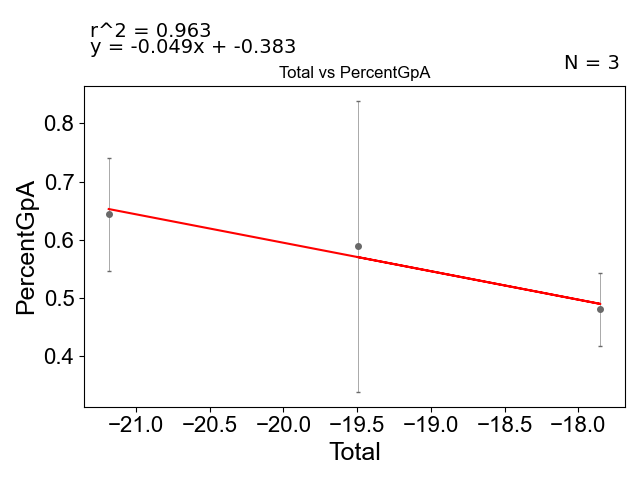 r^2 = 0.963
y = -0.049x + -0.383
N = 3
Total vs PercentGpA
PercentGpA
0.8
0.7
0.6
0.5
0.4
−21.0 −20.5 −20.0 −19.5 −19.0 −18.5 −18.0
Total